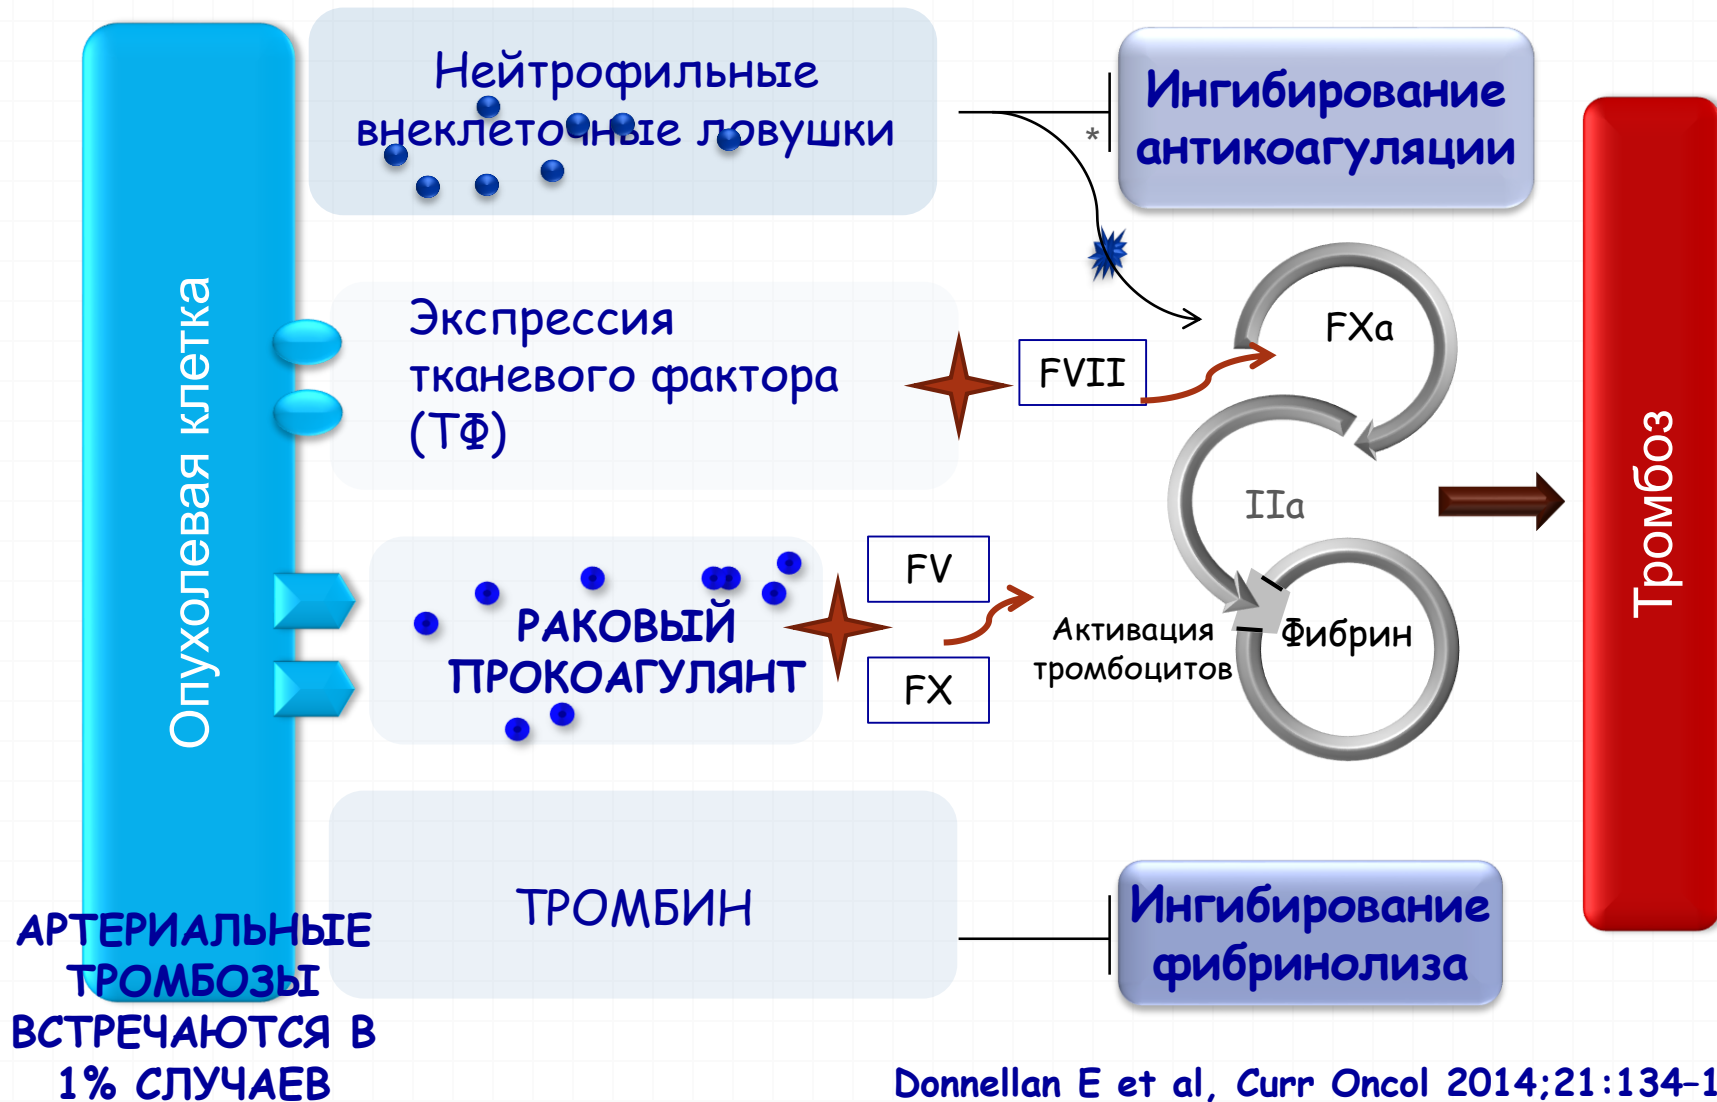 Нейтрофильные
внеклеточные ловушки
Ингибирование
антикоагуляции
*
Опухолевая клетка
Экспрессия
тканевого фактора
(ТФ)
FVII
FXa
IIa
Тромбоз
FV
РАКОВЫЙ
ПРОКОАГУЛЯНТ
FX
Активация
тромбоцитов
Фибрин
ТРОМБИН
Ингибирование
фибринолиза
АРТЕРИАЛЬНЫЕ
ТРОМБОЗЫ
ВСТРЕЧАЮТСЯ В
1% СЛУЧАЕВ
Donnellan E et al, Curr Oncol 2014;21:134–1